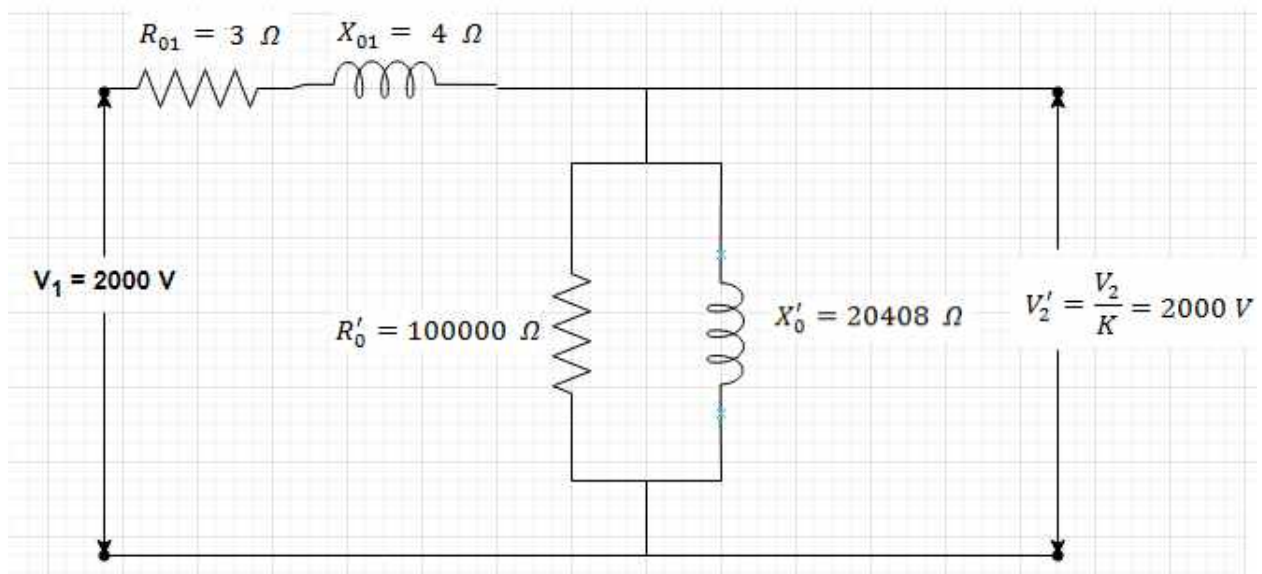 R₀₁ = 3 Ω
X₀₁ = 4 Ω
V₁ = 2000 V
R′₀ = 100000 Ω
X′₀ = 20408 Ω
V′₂ = V₂/K = 2000 V